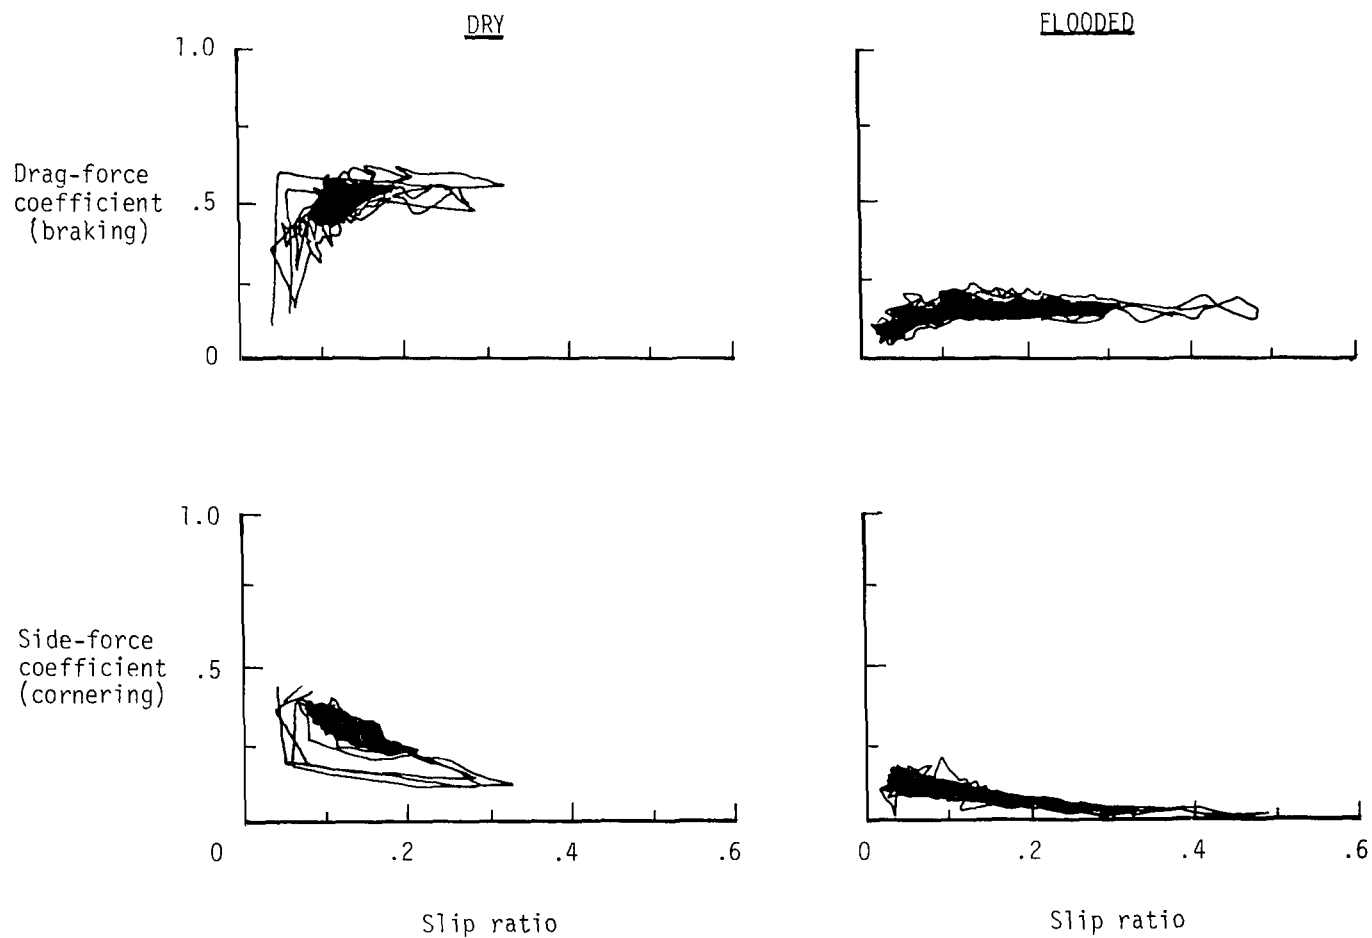 DRY
FLOODED
1.0
Drag-force
coefficient
(braking)
.5
0
1.0
Side-force
coefficient
(cornering)
.5
0
.2
.4
.6
0
.2
.4
.6
Slip ratio
Slip ratio